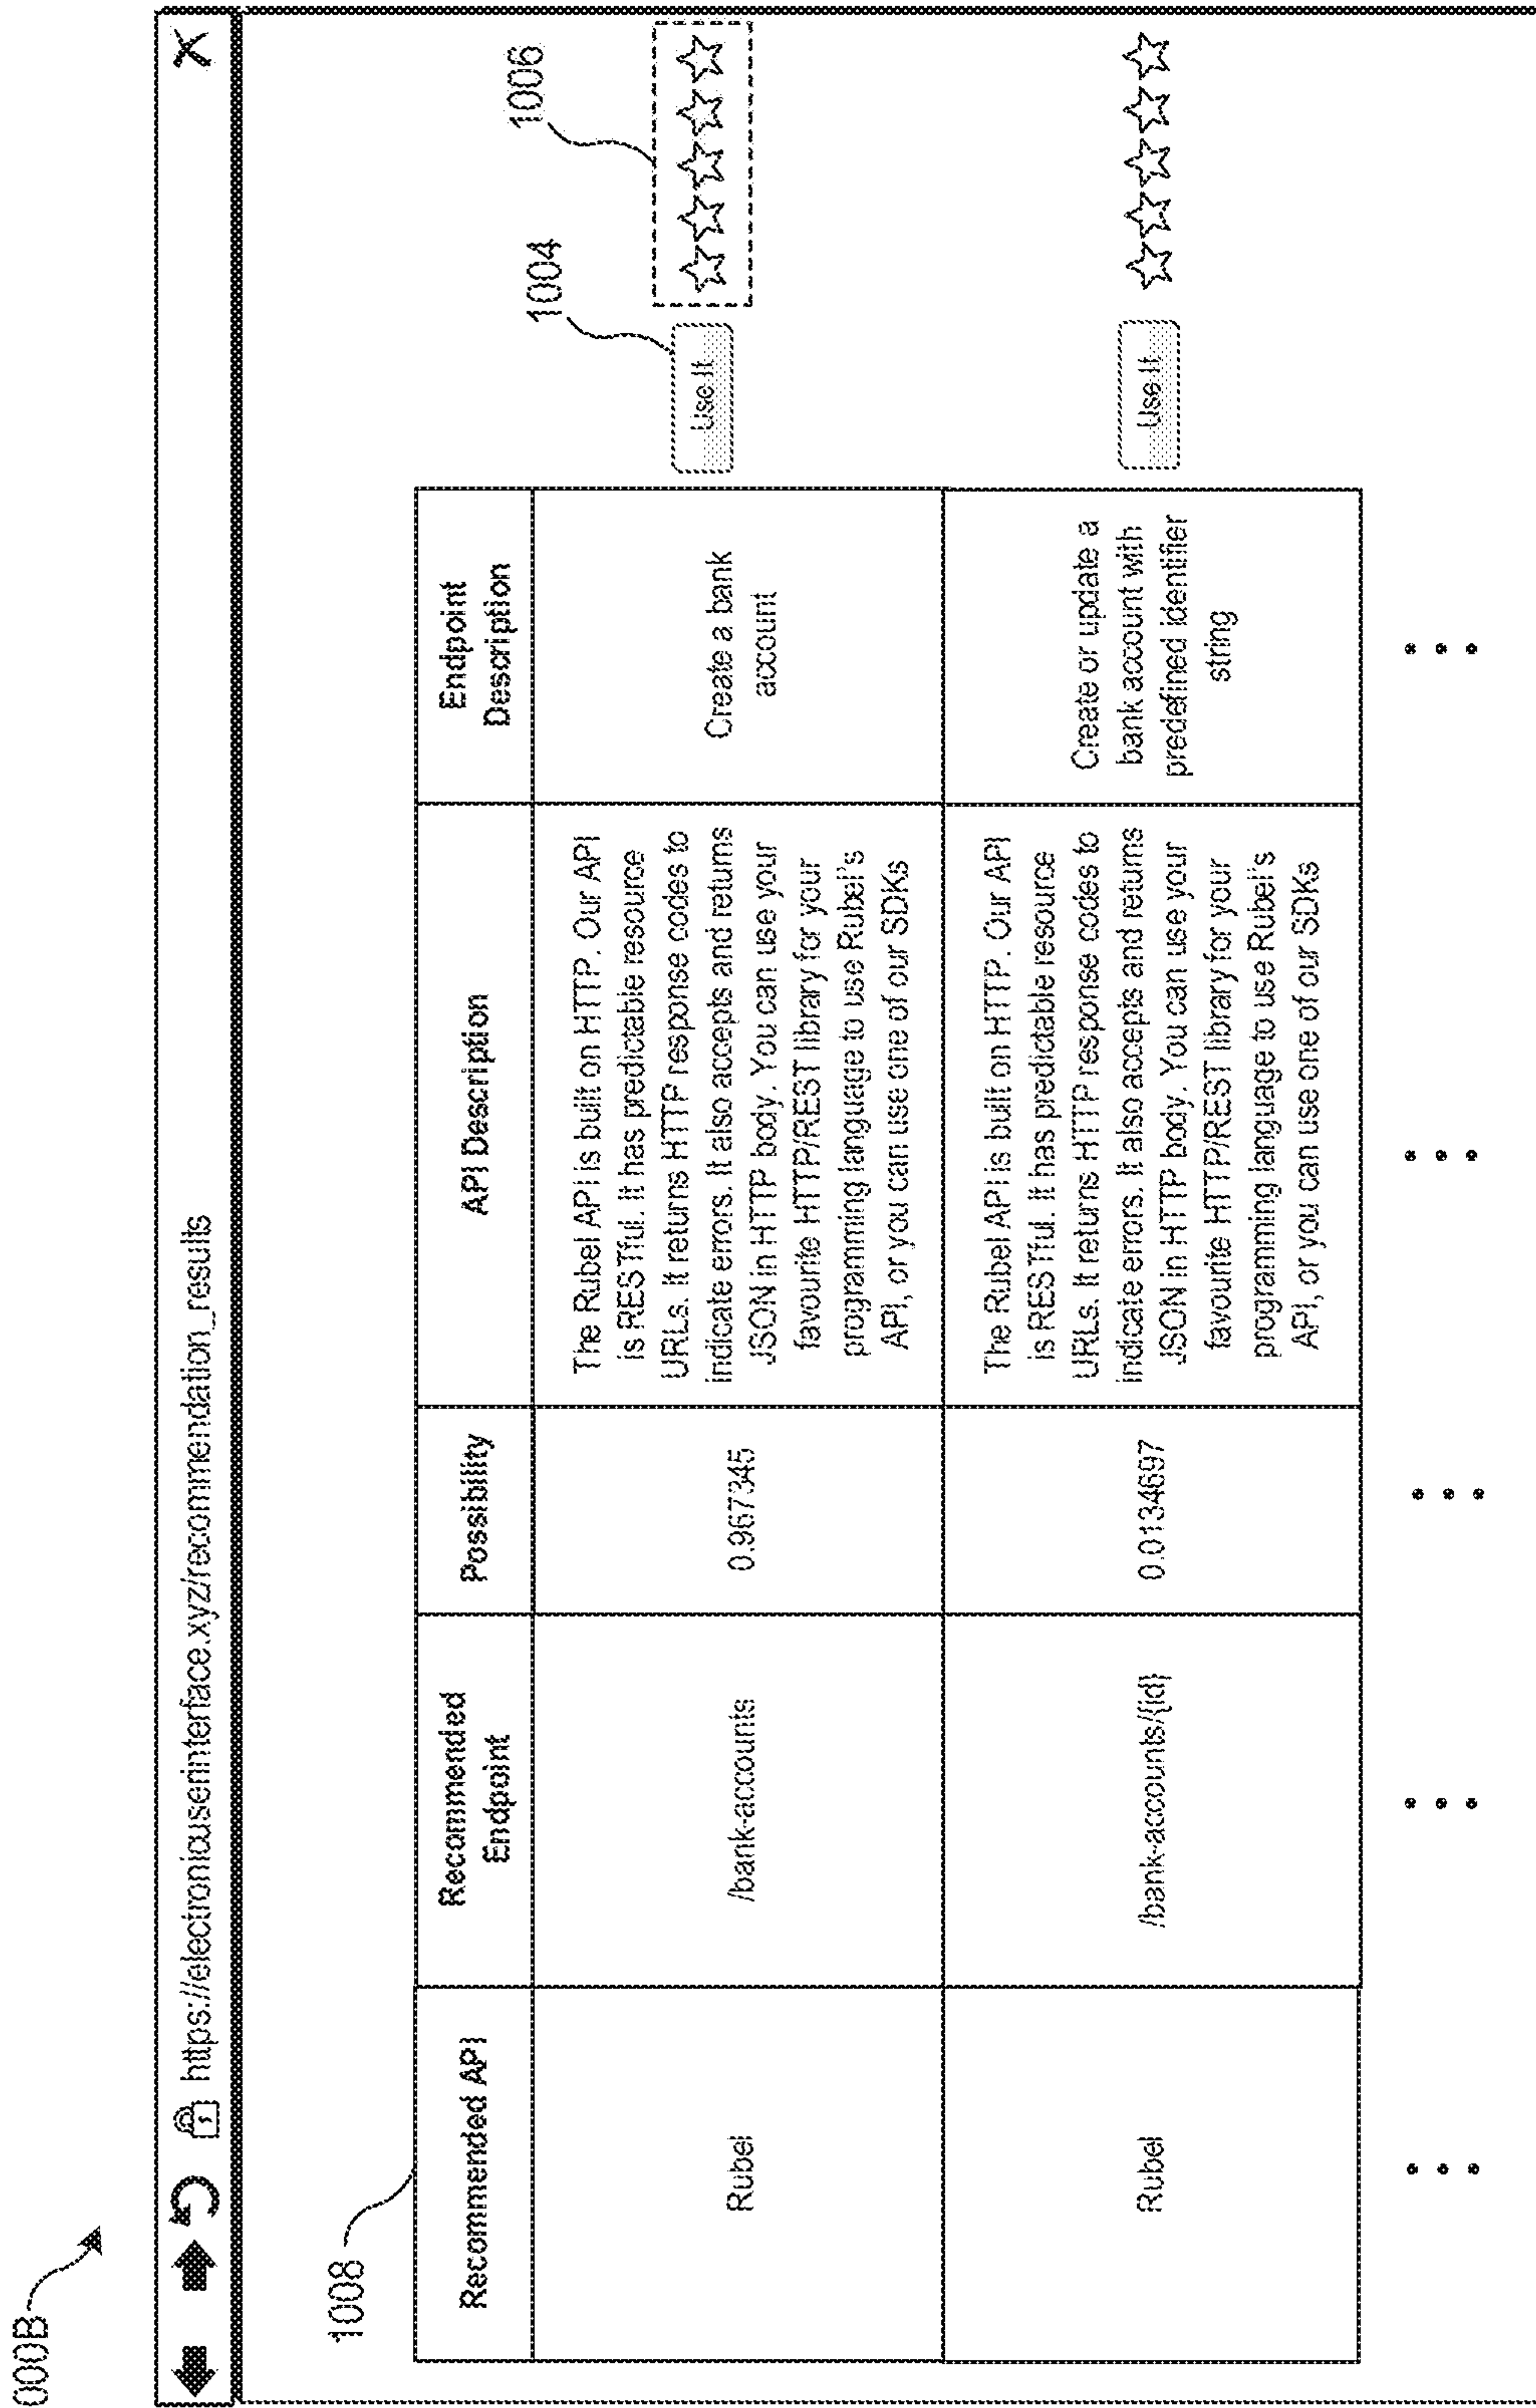 000B
https://electronicuserinterface.xyz/recommendation_results
X
1008
1004
1006
Recommended API
Recommended
Endpoint
Possibility
API Description
Endpoint
Description
Rubel
/bank-accounts
0.967345
The Rubel API is built on HTTP. Our API
is RESTful. It has predictable resource
URLs. It returns HTTP response codes to
indicate errors. It also accepts and returns
JSON in HTTP body. You can use your
favourite HTTP/REST library for your
programming language to use Rubel's
API, or you can use one of our SDKs
Create a bank
account
Use It
Rubel
/bank-accounts/{id}
0.0134697
The Rubel API is built on HTTP. Our API
is RESTful. It has predictable resource
URLs. It returns HTTP response codes to
indicate errors. It also accepts and returns
JSON in HTTP body. You can use your
favourite HTTP/REST library for your
programming language to use Rubel's
API, or you can use one of our SDKs
Create or update a
bank account with
predefined identifier
string
Use It